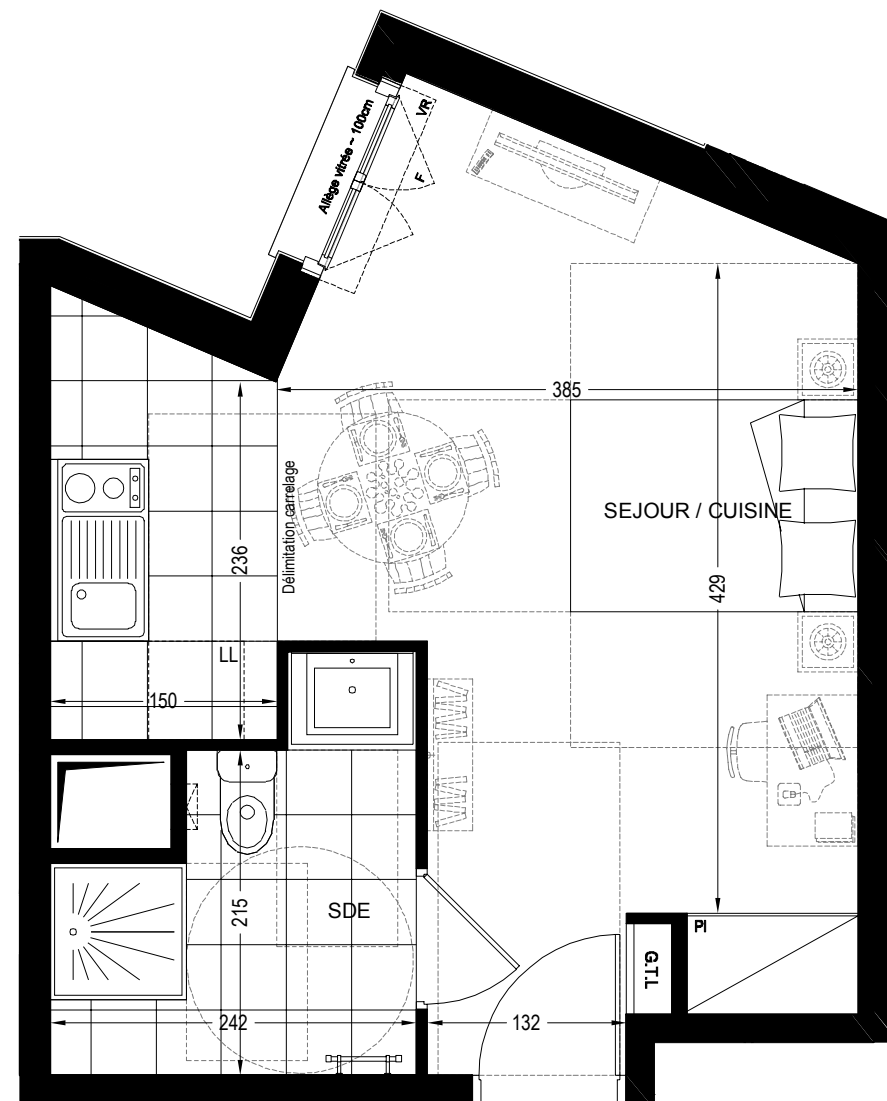 Allège vitrée ~ 100cm
VR
F
385
Délimitation carrelage
SEJOUR / CUISINE
236
429
LL
150
SDE
215
PI
G.T.L
242
132